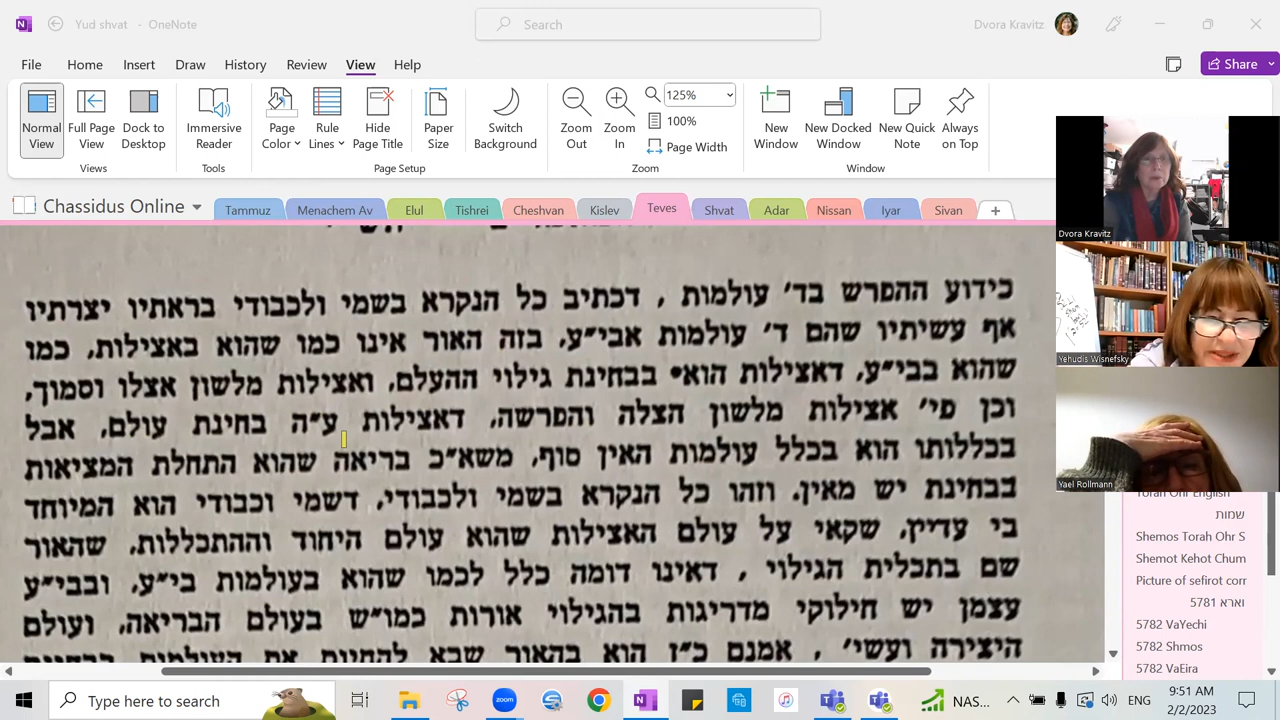 Yud shvat - OneNote
Search
Dvora Kravitz
File Home Insert Draw History Review View Help
Share
Normal View
Full Page View
Dock to Desktop
Immersive Reader
Page Color
Rule Lines
Hide Page Title
Paper Size
Switch Background
Zoom Out
Zoom In
125%
100%
Page Width
New Window
New Docked Window
New Quick Note
Always on Top
Views
Tools
Page Setup
Zoom
Window
Chassidus Online
Tammuz
Menachem Av
Elul
Tishrei
Cheshvan
Kislev
Teves
Shvat
Adar
Nissan
Iyar
Sivan
כידוע ההפרש בד' עולמות, דכתיב כל הנקרא בשמי ולכבודי בראתיו יצרתיו
אף עשיתיו שהם ד' עולמות אבי״ע, בזה האור אינו כמו שהוא באצילות, כמו
שהוא בבי״ע, דאצילות הוא• בבחינת גילוי ההעלם, ואצילות מלשון אצלו וסמוך,
וכן פי' אצילות מלשון הצלה והפרשה, דאצילות ע״ה בחינת עולם, אבל
בכללותו הוא בכלל עולמות האין סוף, משא״כ בריאה שהוא התחלת המציאות
בבחינת יש מאין. וזהו כל הנקרא בשמי ולכבודי, דשמי וכבודי הוא המיוחד
בי עדיין, שקאי על עולם האצילות שהוא עולם היחוד וההתכללות, שהאור
שם בתכלית הגילוי, דאינו דומה כלל לכמו שהוא בעולמות בי״ע, ובבי״ע
עצמן יש חילוקי מדריגות בהגילוי אורות כמו״ש בעולם הבריאה, ועולם
היצירה ועשי', אמנם כ״ז הוא בהאור שבא להחיות את העולמות
Dvora Kravitz
Yehudis Wisnefsky
Yael Rollmann
Torah Ohr English
שמות
Shemos Torah Ohr S
Shemot Kehot Chum
Picture of sefirot corr
וארא 5781
5782 VaYechi
5782 Shmos
5782 VaEira
Type here to search
zoom
NAS...
ENG
9:51 AM
2/2/2023